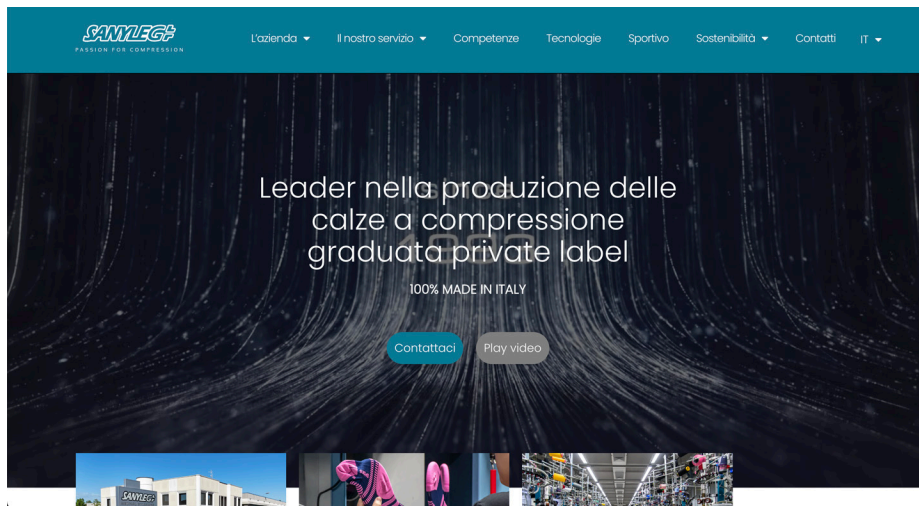 SANYLEG
PASSION FOR COMPRESSION
L'azienda
Il nostro servizio
Competenze
Tecnologie
Sportivo
Sostenibilità
Contatti
IT
Leader nella produzione delle
calze a compressione
graduata private label
100% MADE IN ITALY
Contattaci
Play video
SANYLEG